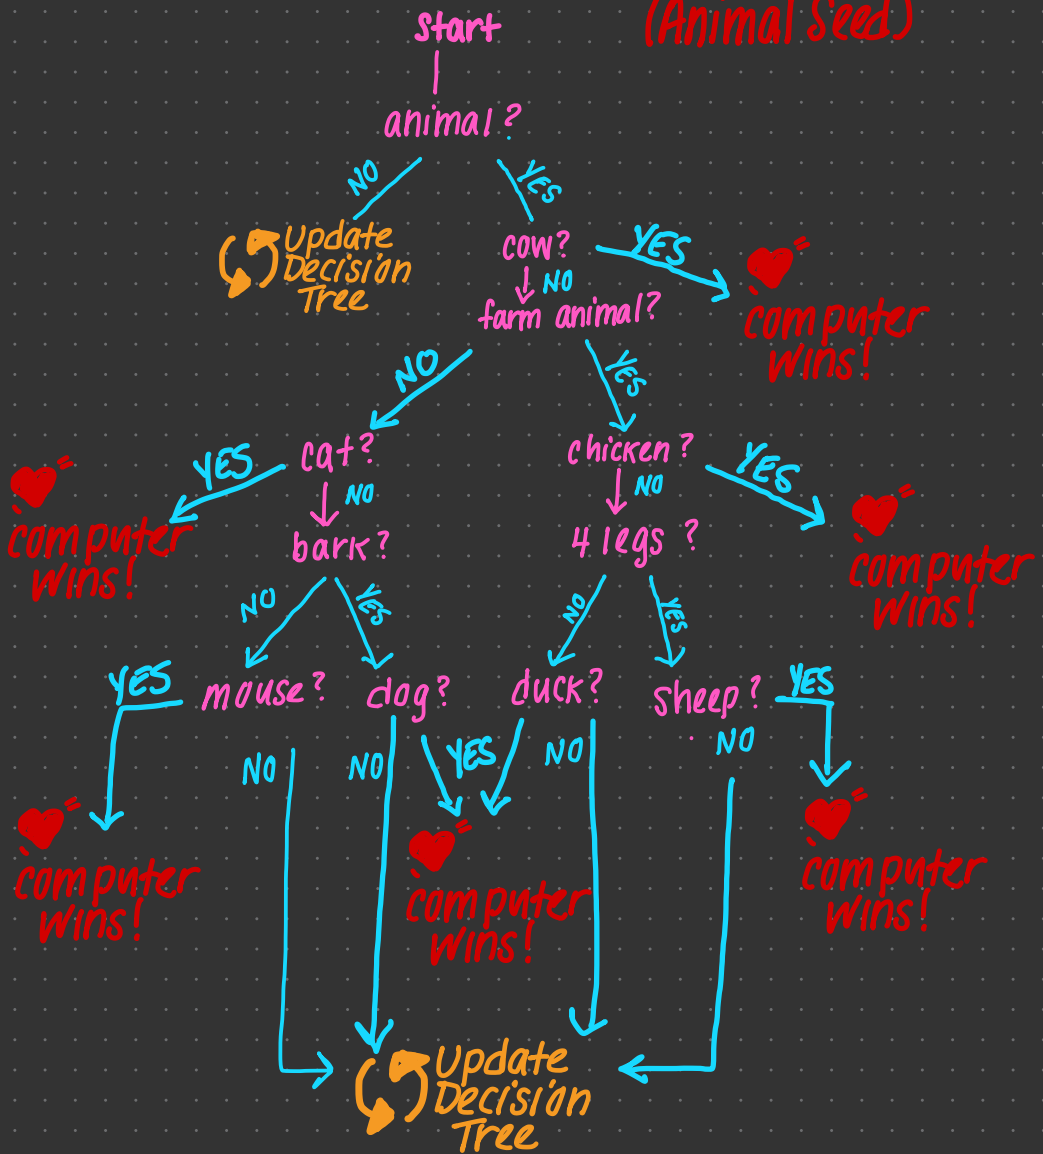 start
(Animal Seed)
animal?
NO
YES
Update
Decision
Tree
cow?
YES
NO
farm animal?
computer
wins!
NO
YES
cat?
YES
NO
chicken?
YES
NO
computer
wins!
bark?
4 legs ?
computer
wins!
NO
YES
NO
YES
YES
mouse?
dog?
duck?
sheep?
YES
NO
NO
YES
NO
NO
computer
wins!
computer
wins!
computer
wins!
Update
Decision
Tree